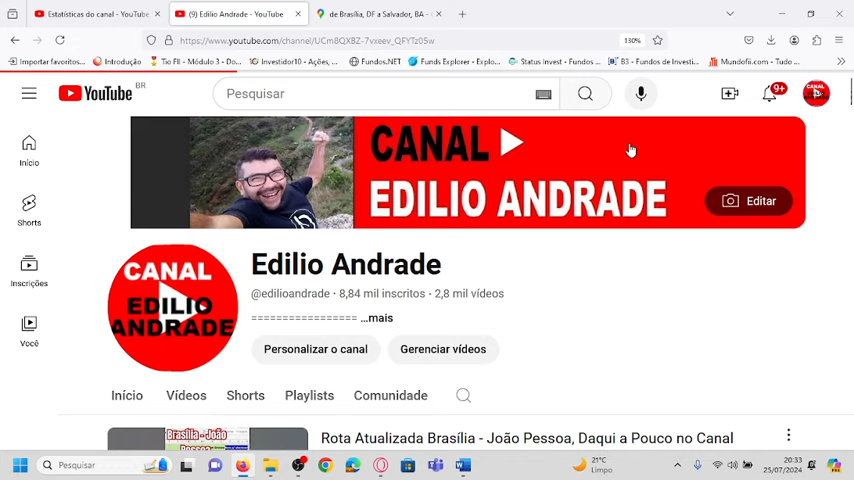 Estatísticas do canal - YouTube
(9) Edilio Andrade - YouTube
de Brasília, DF a Salvador, BA -
https://www.youtube.com/channel/UCm8QXBZ-7vxeev_QFYTz05w
130%
Importar favoritos...
Introdução
Tio FII - Módulo 3 - Do...
Investidor10 - Ações, ...
Fundos.NET
Funds Explorer - Explo...
Status Invest - Fundos ...
B3 - Fundos de Investi...
Mundofii.com - Tudo ...
YouTube BR
Pesquisar
9+
CANAL
EDILIO ANDRADE
Editar
Início
Shorts
Inscrições
Você
CANAL
EDILIO
ANDRADE
Edilio Andrade
@edilioandrade • 8,84 mil inscritos • 2,8 mil vídeos
================= ...mais
Personalizar o canal
Gerenciar vídeos
Início
Vídeos
Shorts
Playlists
Comunidade
Brasília - João
Pessoa
Rota Atualizada Brasília - João Pessoa, Daqui a Pouco no Canal
Pesquisar
21°C
Limpo
20:33
25/07/2024